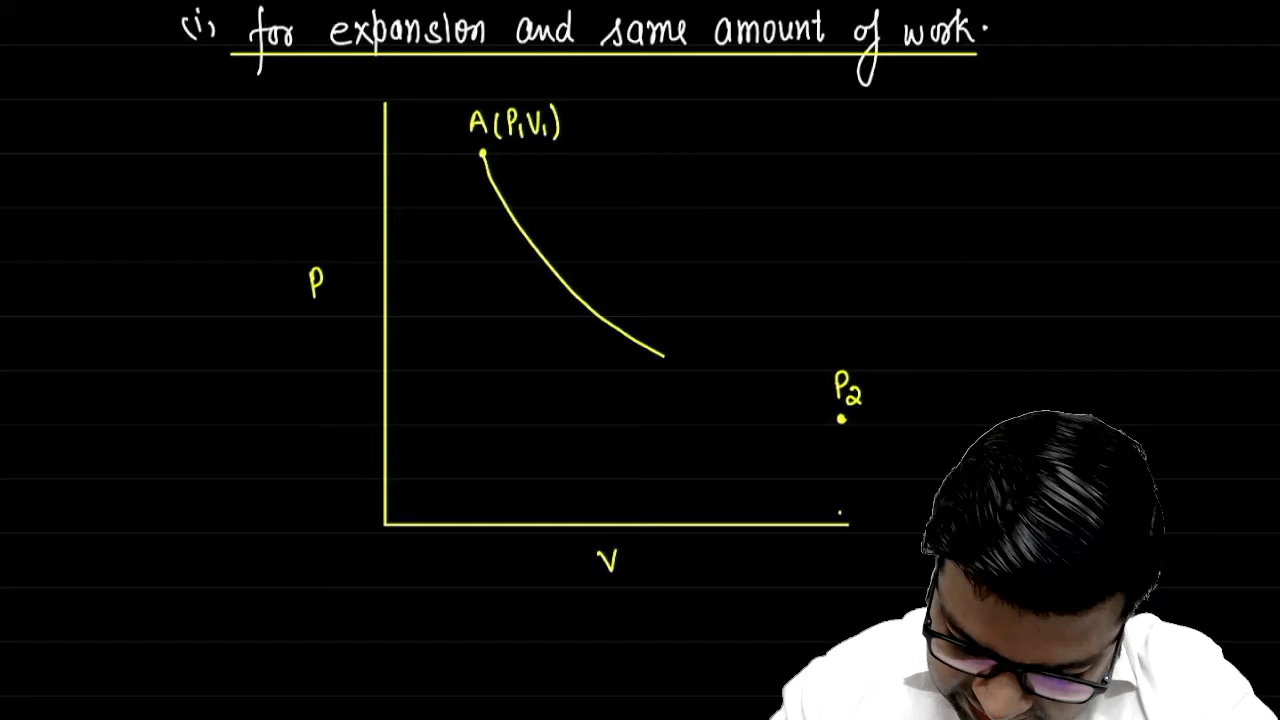 (i) for expansion and same amount of work.
A(P₁V₁)
P
P₂
V